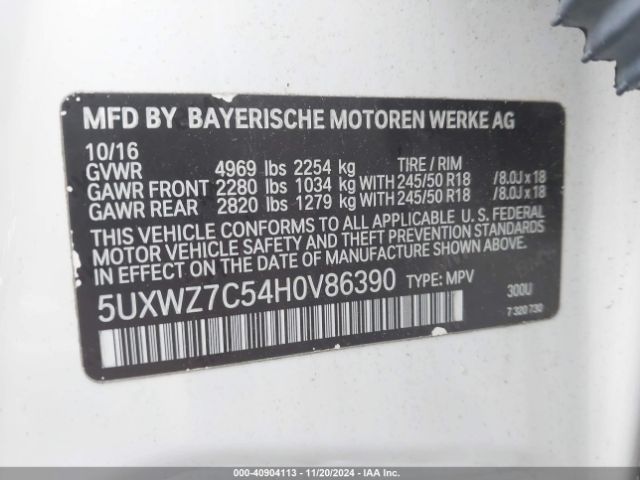 MFD BY BAYERISCHE MOTOREN WERKE AG
10/16
GVWR 4969 lbs 2254 kg TIRE / RIM
GAWR FRONT 2280 lbs 1034 kg WITH 245/50 R18 /8.0J x 18
GAWR REAR 2820 lbs 1279 kg WITH 245/50 R18 /8.0J x 18
THIS VEHICLE CONFORMS TO ALL APPLICABLE U. S. FEDERAL
MOTOR VEHICLE SAFETY AND THEFT PREVENTION STANDARDS
IN EFFECT ON THE DATE OF MANUFACTURE SHOWN ABOVE.
5UXWZ7C54H0V86390 TYPE: MPV 300U
7 320 730
000-40904113 - 11/20/2024 - IAAI.com